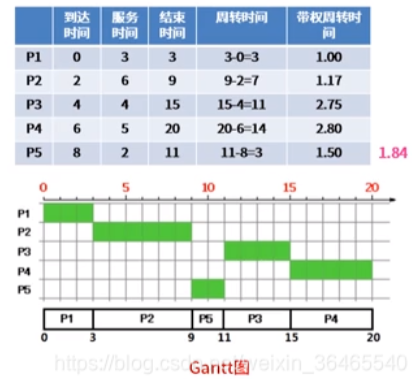 到达时间 服务时间 结束时间 周转时间 带权周转时间
P1 0 3 3 3-0=3 1.00
P2 2 6 9 9-2=7 1.17
P3 4 4 15 15-4=11 2.75
P4 6 5 20 20-6=14 2.80
P5 8 2 11 11-8=3 1.50 1.84
0 5 10 15 20
P1
P2
P3
P4
P5
P1 P2 P5 P3 P4
0 3 9 11 15 20
Gantt图
https://blog.csdn.net/weixin_36465540